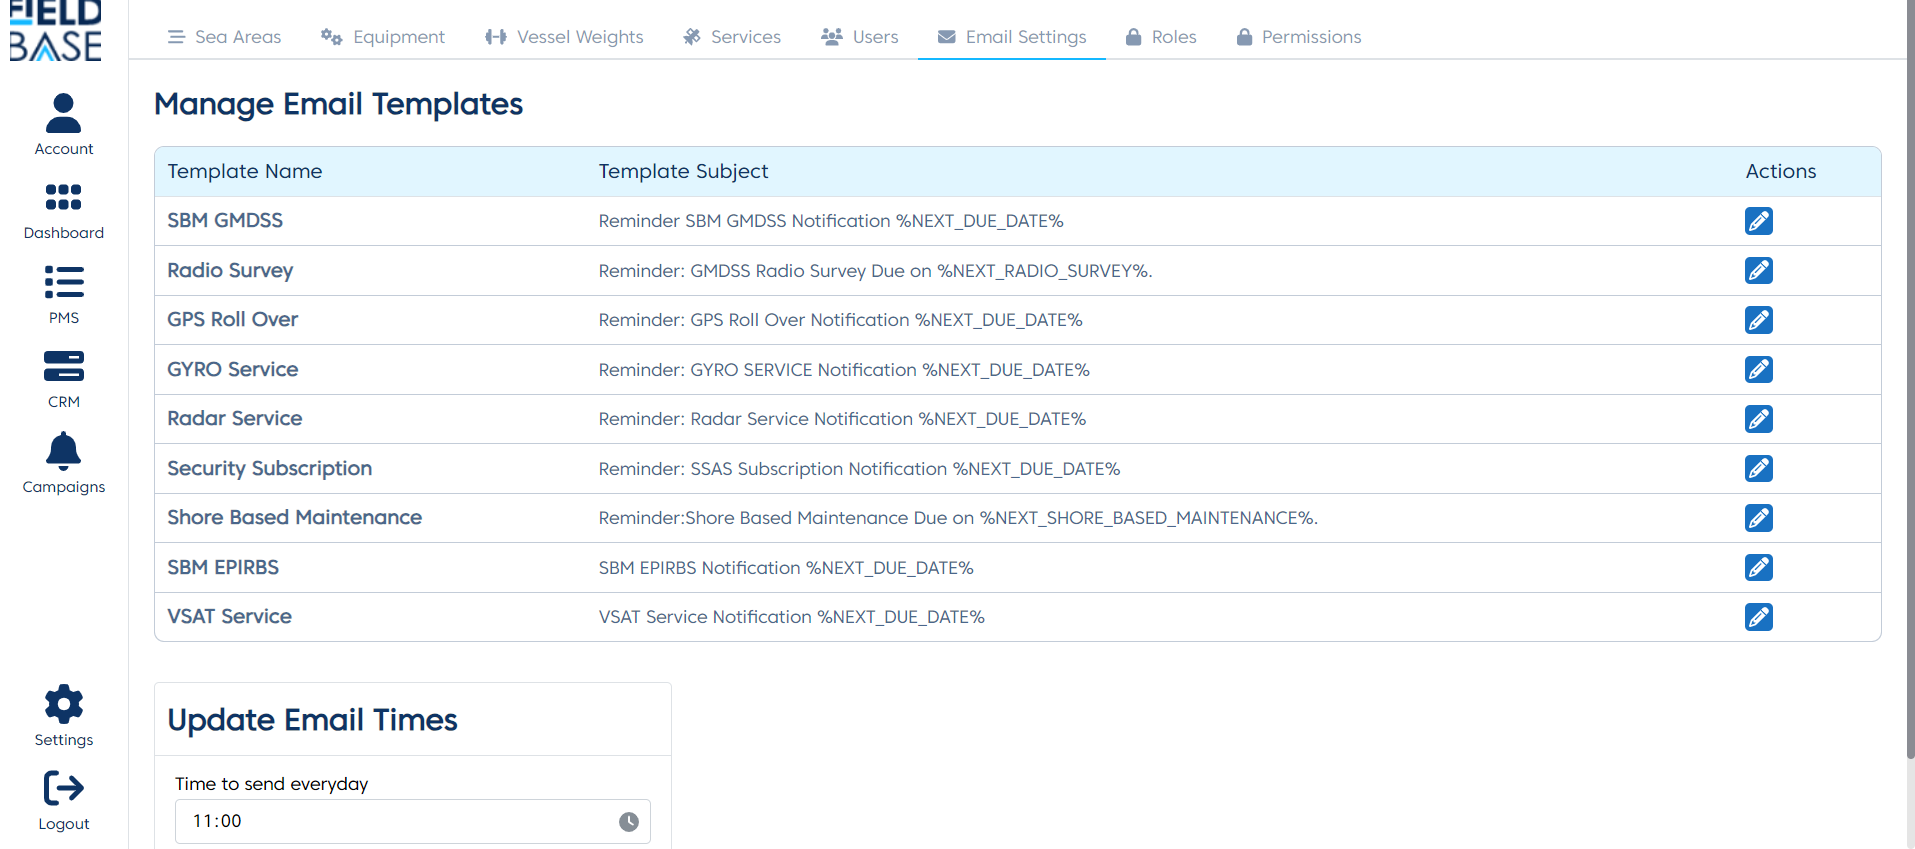 FIELD
BASE
Sea Areas
Equipment
Vessel Weights
Services
Users
Email Settings
Roles
Permissions
Account
Dashboard
PMS
CRM
Campaigns
Settings
Logout
Manage Email Templates
Template Name Template Subject Actions
SBM GMDSS Reminder SBM GMDSS Notification %NEXT_DUE_DATE%
Radio Survey Reminder: GMDSS Radio Survey Due on %NEXT_RADIO_SURVEY%.
GPS Roll Over Reminder: GPS Roll Over Notification %NEXT_DUE_DATE%
GYRO Service Reminder: GYRO SERVICE Notification %NEXT_DUE_DATE%
Radar Service Reminder: Radar Service Notification %NEXT_DUE_DATE%
Security Subscription Reminder: SSAS Subscription Notification %NEXT_DUE_DATE%
Shore Based Maintenance Reminder:Shore Based Maintenance Due on %NEXT_SHORE_BASED_MAINTENANCE%.
SBM EPIRBS SBM EPIRBS Notification %NEXT_DUE_DATE%
VSAT Service VSAT Service Notification %NEXT_DUE_DATE%
Update Email Times
Time to send everyday
11:00